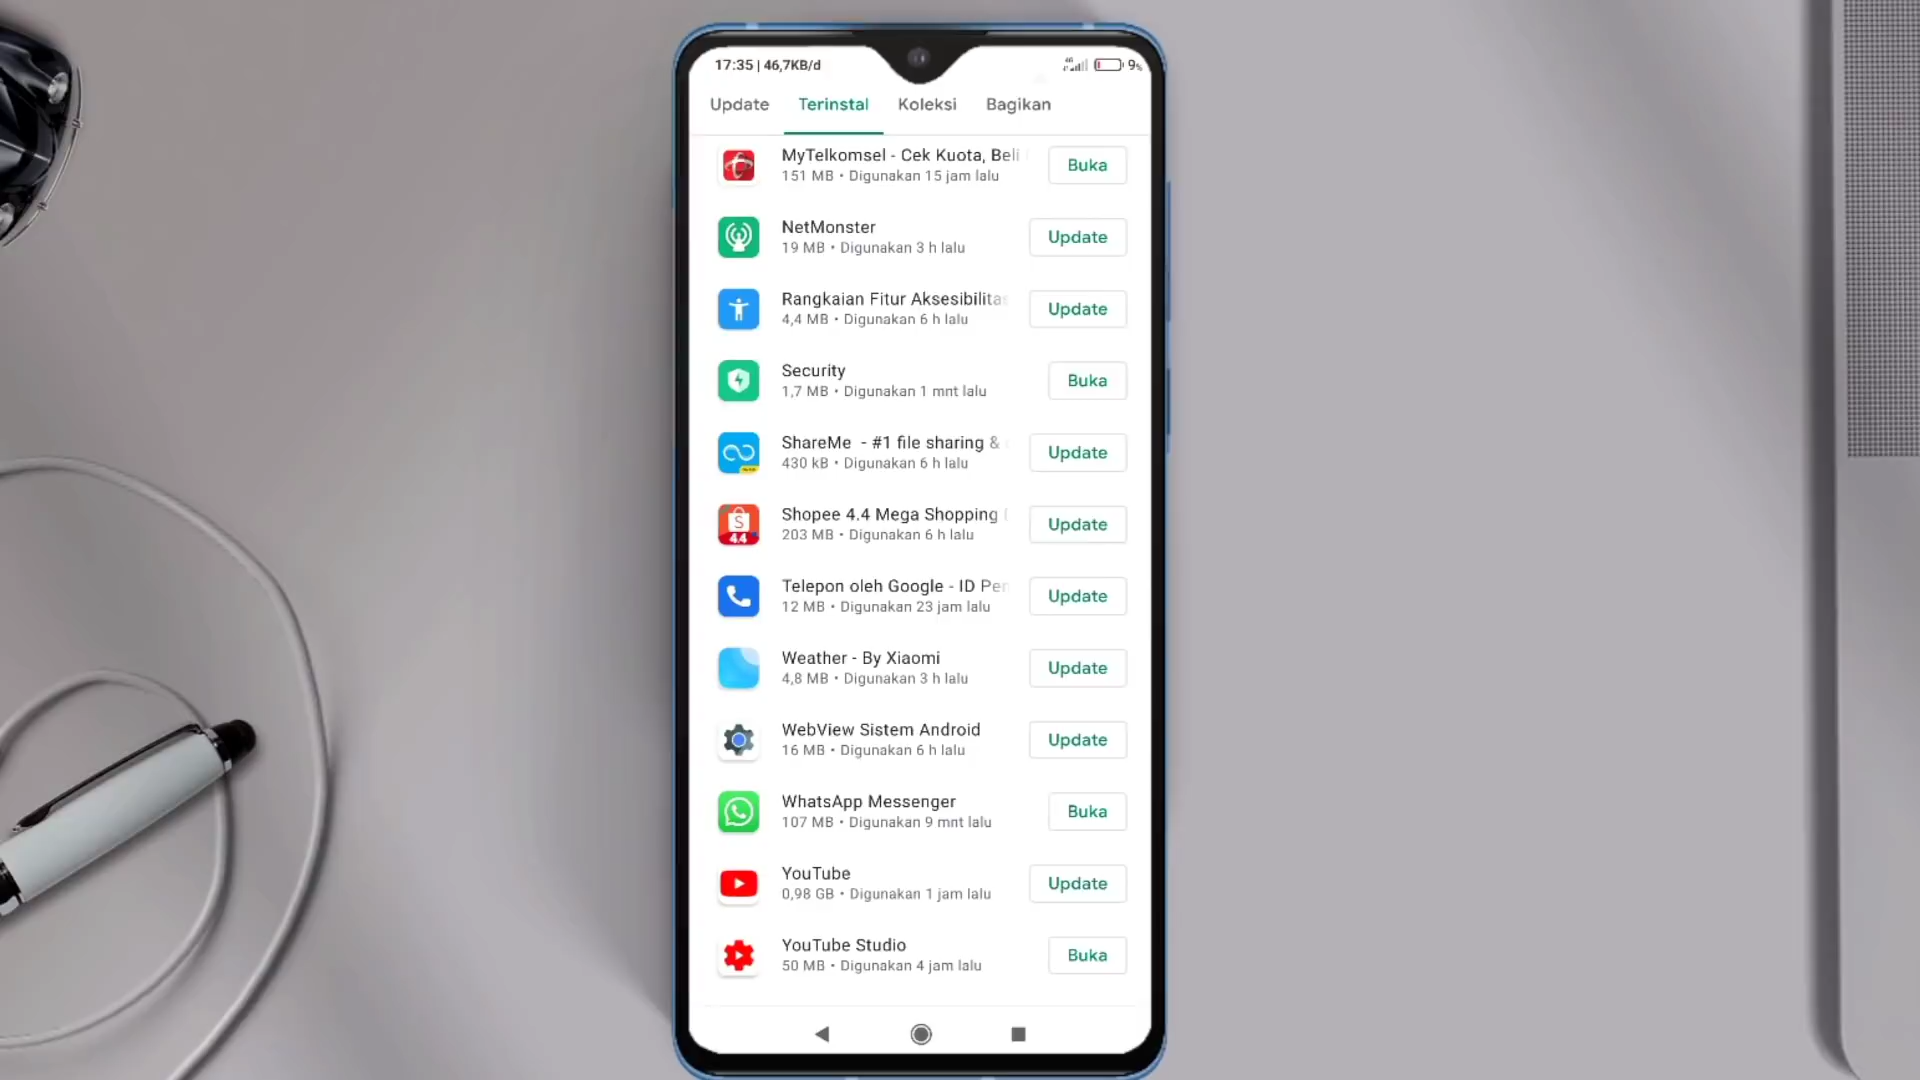 17:35 | 46,7KB/d
4G
9%
Update Terinstal Koleksi Bagikan
MyTelkomsel - Cek Kuota, Beli
151 MB • Digunakan 15 jam lalu
Buka
NetMonster
19 MB • Digunakan 3 h lalu
Update
Rangkaian Fitur Aksesibilitas
4,4 MB • Digunakan 6 h lalu
Update
Security
1,7 MB • Digunakan 1 mnt lalu
Buka
ShareMe - #1 file sharing &
430 kB • Digunakan 6 h lalu
Update
S
4.4
Shopee 4.4 Mega Shopping
203 MB • Digunakan 6 h lalu
Update
Telepon oleh Google - ID Pen
12 MB • Digunakan 23 jam lalu
Update
Weather - By Xiaomi
4,8 MB • Digunakan 3 h lalu
Update
WebView Sistem Android
16 MB • Digunakan 6 h lalu
Update
WhatsApp Messenger
107 MB • Digunakan 9 mnt lalu
Buka
YouTube
0,98 GB • Digunakan 1 jam lalu
Update
YouTube Studio
50 MB • Digunakan 4 jam lalu
Buka